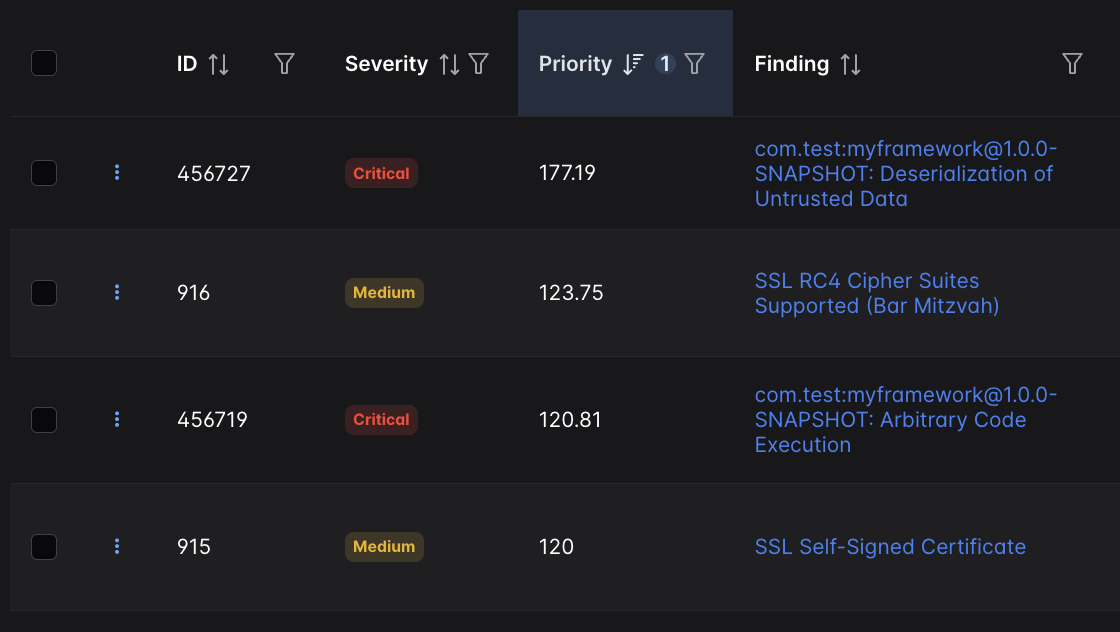 ID Severity Priority 1 Finding
456727 Critical 177.19 com.test:myframework@1.0.0-
SNAPSHOT: Deserialization of
Untrusted Data
916 Medium 123.75 SSL RC4 Cipher Suites
Supported (Bar Mitzvah)
456719 Critical 120.81 com.test:myframework@1.0.0-
SNAPSHOT: Arbitrary Code
Execution
915 Medium 120 SSL Self-Signed Certificate